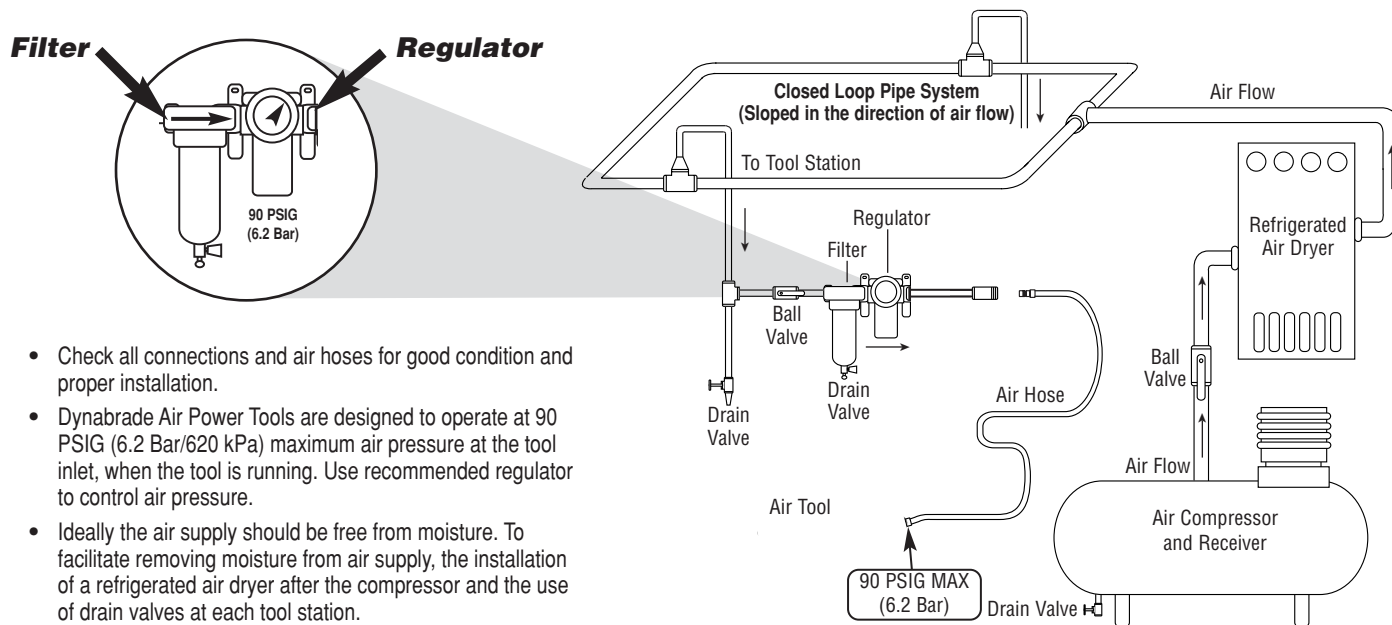 Filter
Regulator
90 PSIG
(6.2 Bar)
Closed Loop Pipe System
(Sloped in the direction of air flow)
Air Flow
To Tool Station
Regulator
Filter
Refrigerated
Air Dryer
Ball
Valve
Drain
Valve
Drain
Valve
Air Hose
Ball
Valve
Air Flow
Air Tool
Air Compressor
and Receiver
90 PSIG MAX
(6.2 Bar)
Drain Valve
• Check all connections and air hoses for good condition and
proper installation.
• Dynabrade Air Power Tools are designed to operate at 90
PSIG (6.2 Bar/620 kPa) maximum air pressure at the tool
inlet, when the tool is running. Use recommended regulator
to control air pressure.
• Ideally the air supply should be free from moisture. To
facilitate removing moisture from air supply, the installation
of a refrigerated air dryer after the compressor and the use
of drain valves at each tool station.